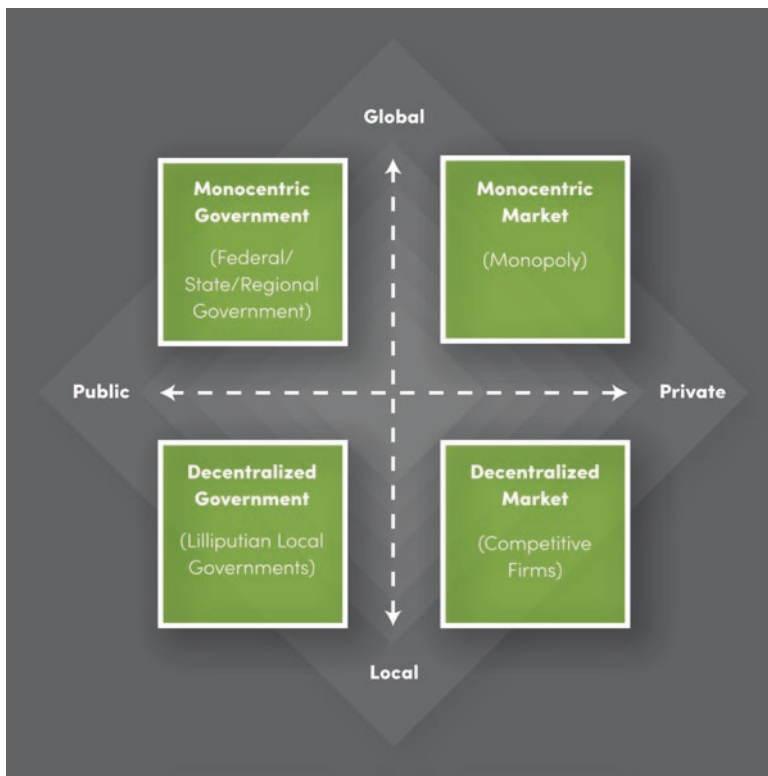 Global
Monocentric
Government
(Federal/
State/Regional
Government)
Monocentric
Market
(Monopoly)
Public
Private
Decentralized
Government
(Lilliputian Local
Governments)
Decentralized
Market
(Competitive
Firms)
Local